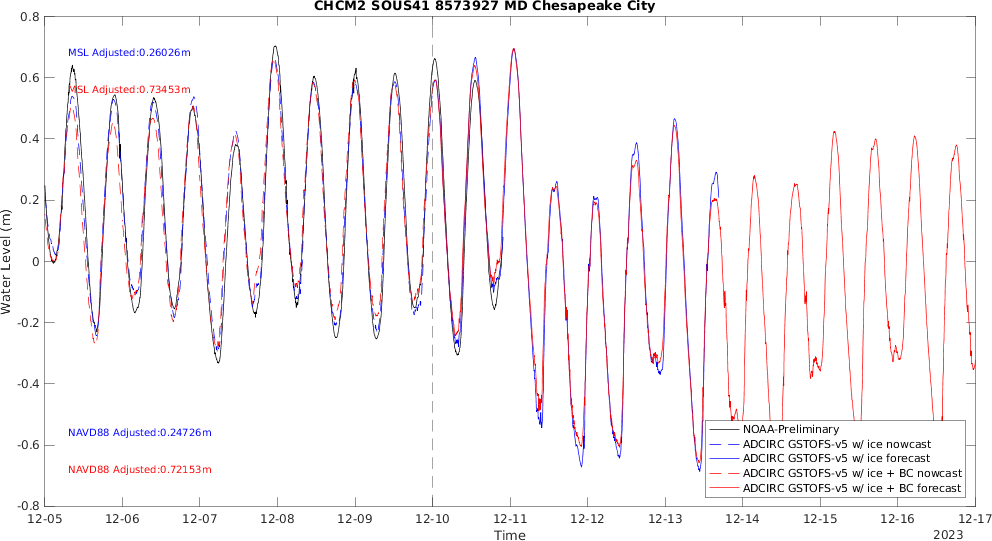 CHCM2 SOUS41 8573927 MD Chesapeake City
0.8
0.6
0.4
0.2
0
-0.2
-0.4
-0.6
-0.8
Water Level (m)
MSL Adjusted:0.26026m
MSL Adjusted:0.73453m
NAVD88 Adjusted:0.24726m
NAVD88 Adjusted:0.72153m
NOAA-Preliminary
ADCIRC GSTOFS-v5 w/ ice nowcast
ADCIRC GSTOFS-v5 w/ ice forecast
ADCIRC GSTOFS-v5 w/ ice + BC nowcast
ADCIRC GSTOFS-v5 w/ ice + BC forecast
12-05 12-06 12-07 12-08 12-09 12-10 12-11 12-12 12-13 12-14 12-15 12-16 12-17
Time
2023